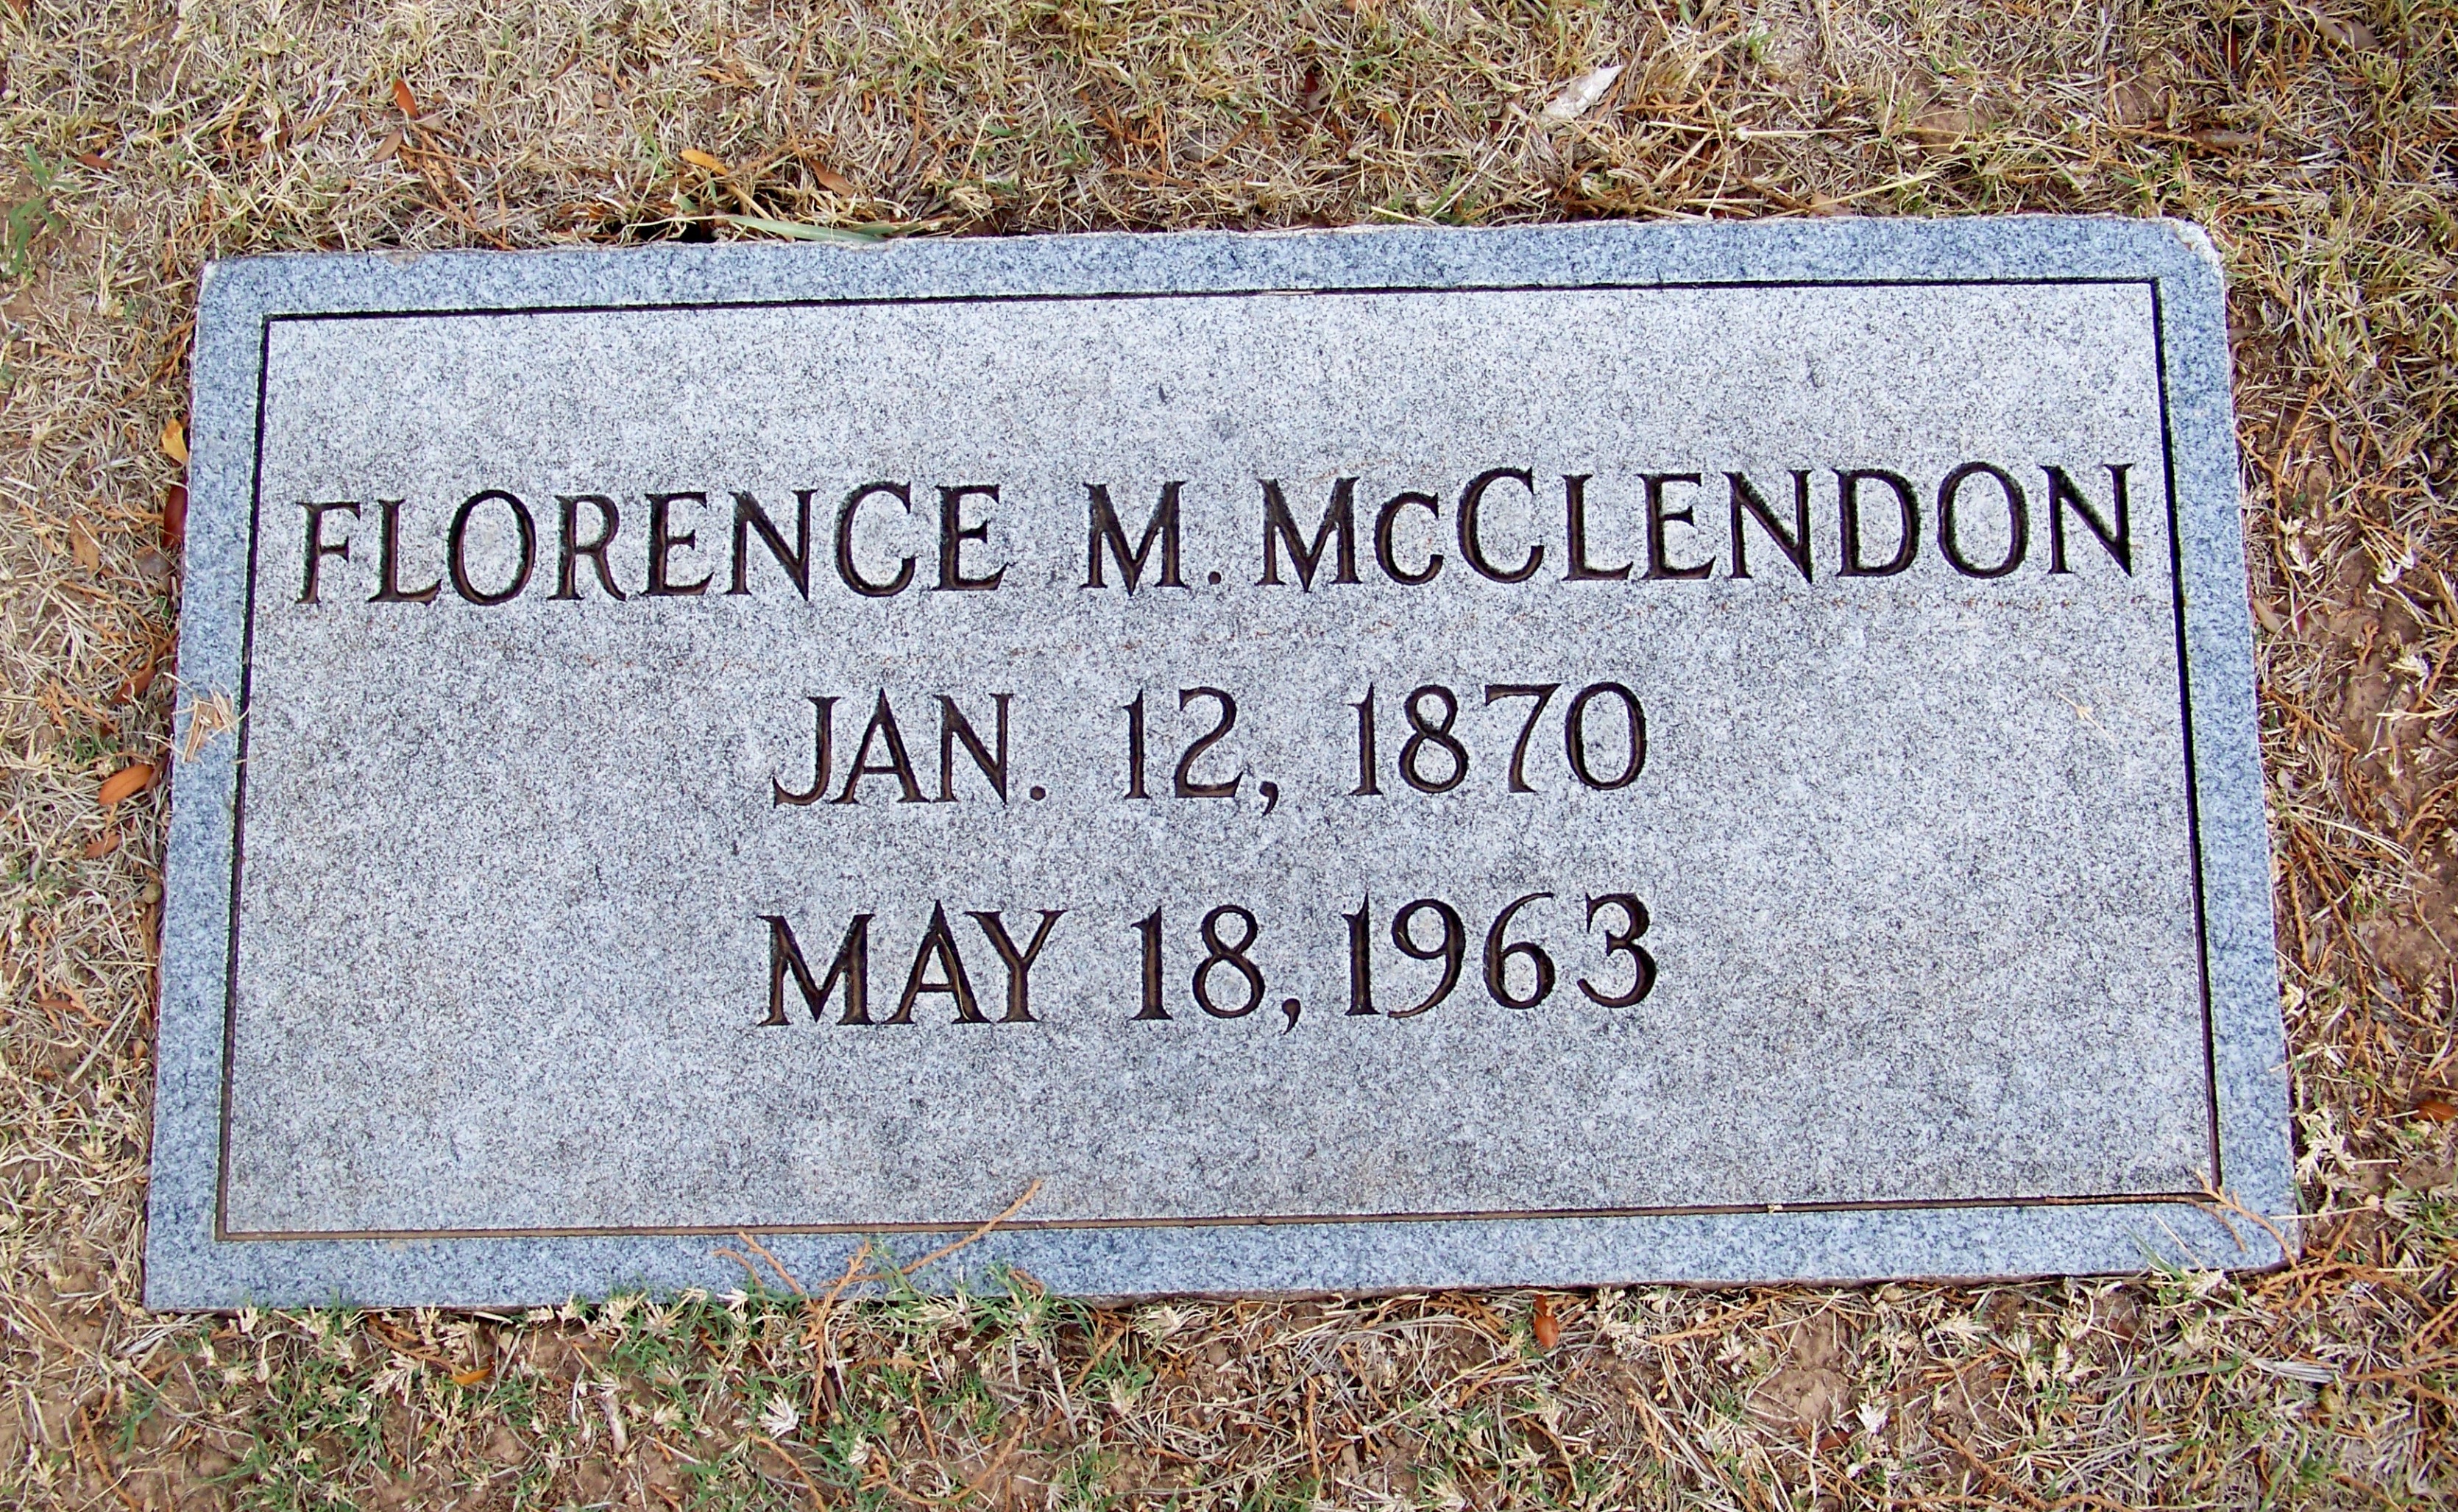 FLORENCE M. McCLENDON
JAN. 12, 1870
MAY 18, 1963